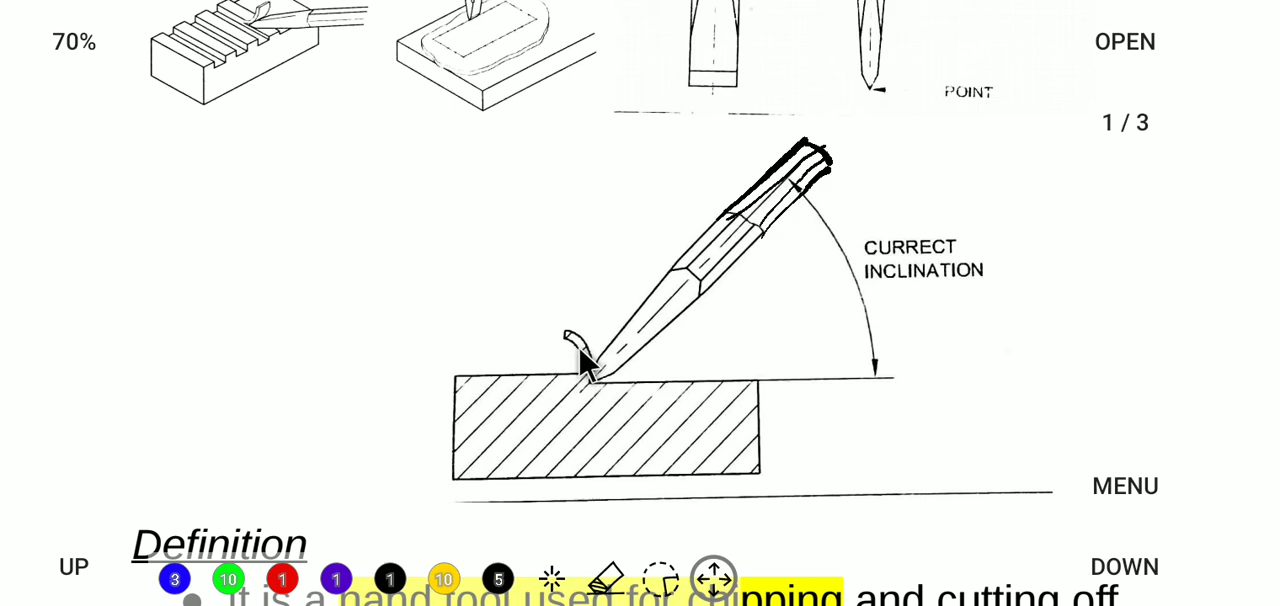 70%
OPEN
POINT
1 / 3
CURRECT
INCLINATION
MENU
Definition
UP
DOWN
3 10 1 1 1 10 5
It is a hand tool used for chipping and cutting off